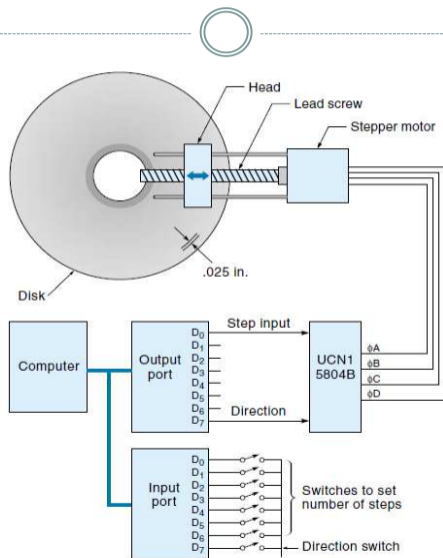 Head
Lead screw
Stepper motor
.025 in.
Disk
Computer
Output port
D0
D1
D2
D3
D4
D5
D6
D7
Step input
Direction
UCN1 5804B
ϕA
ϕB
ϕC
ϕD
Input port
D0
D1
D2
D3
D4
D5
D6
D7
Switches to set
number of steps
Direction switch